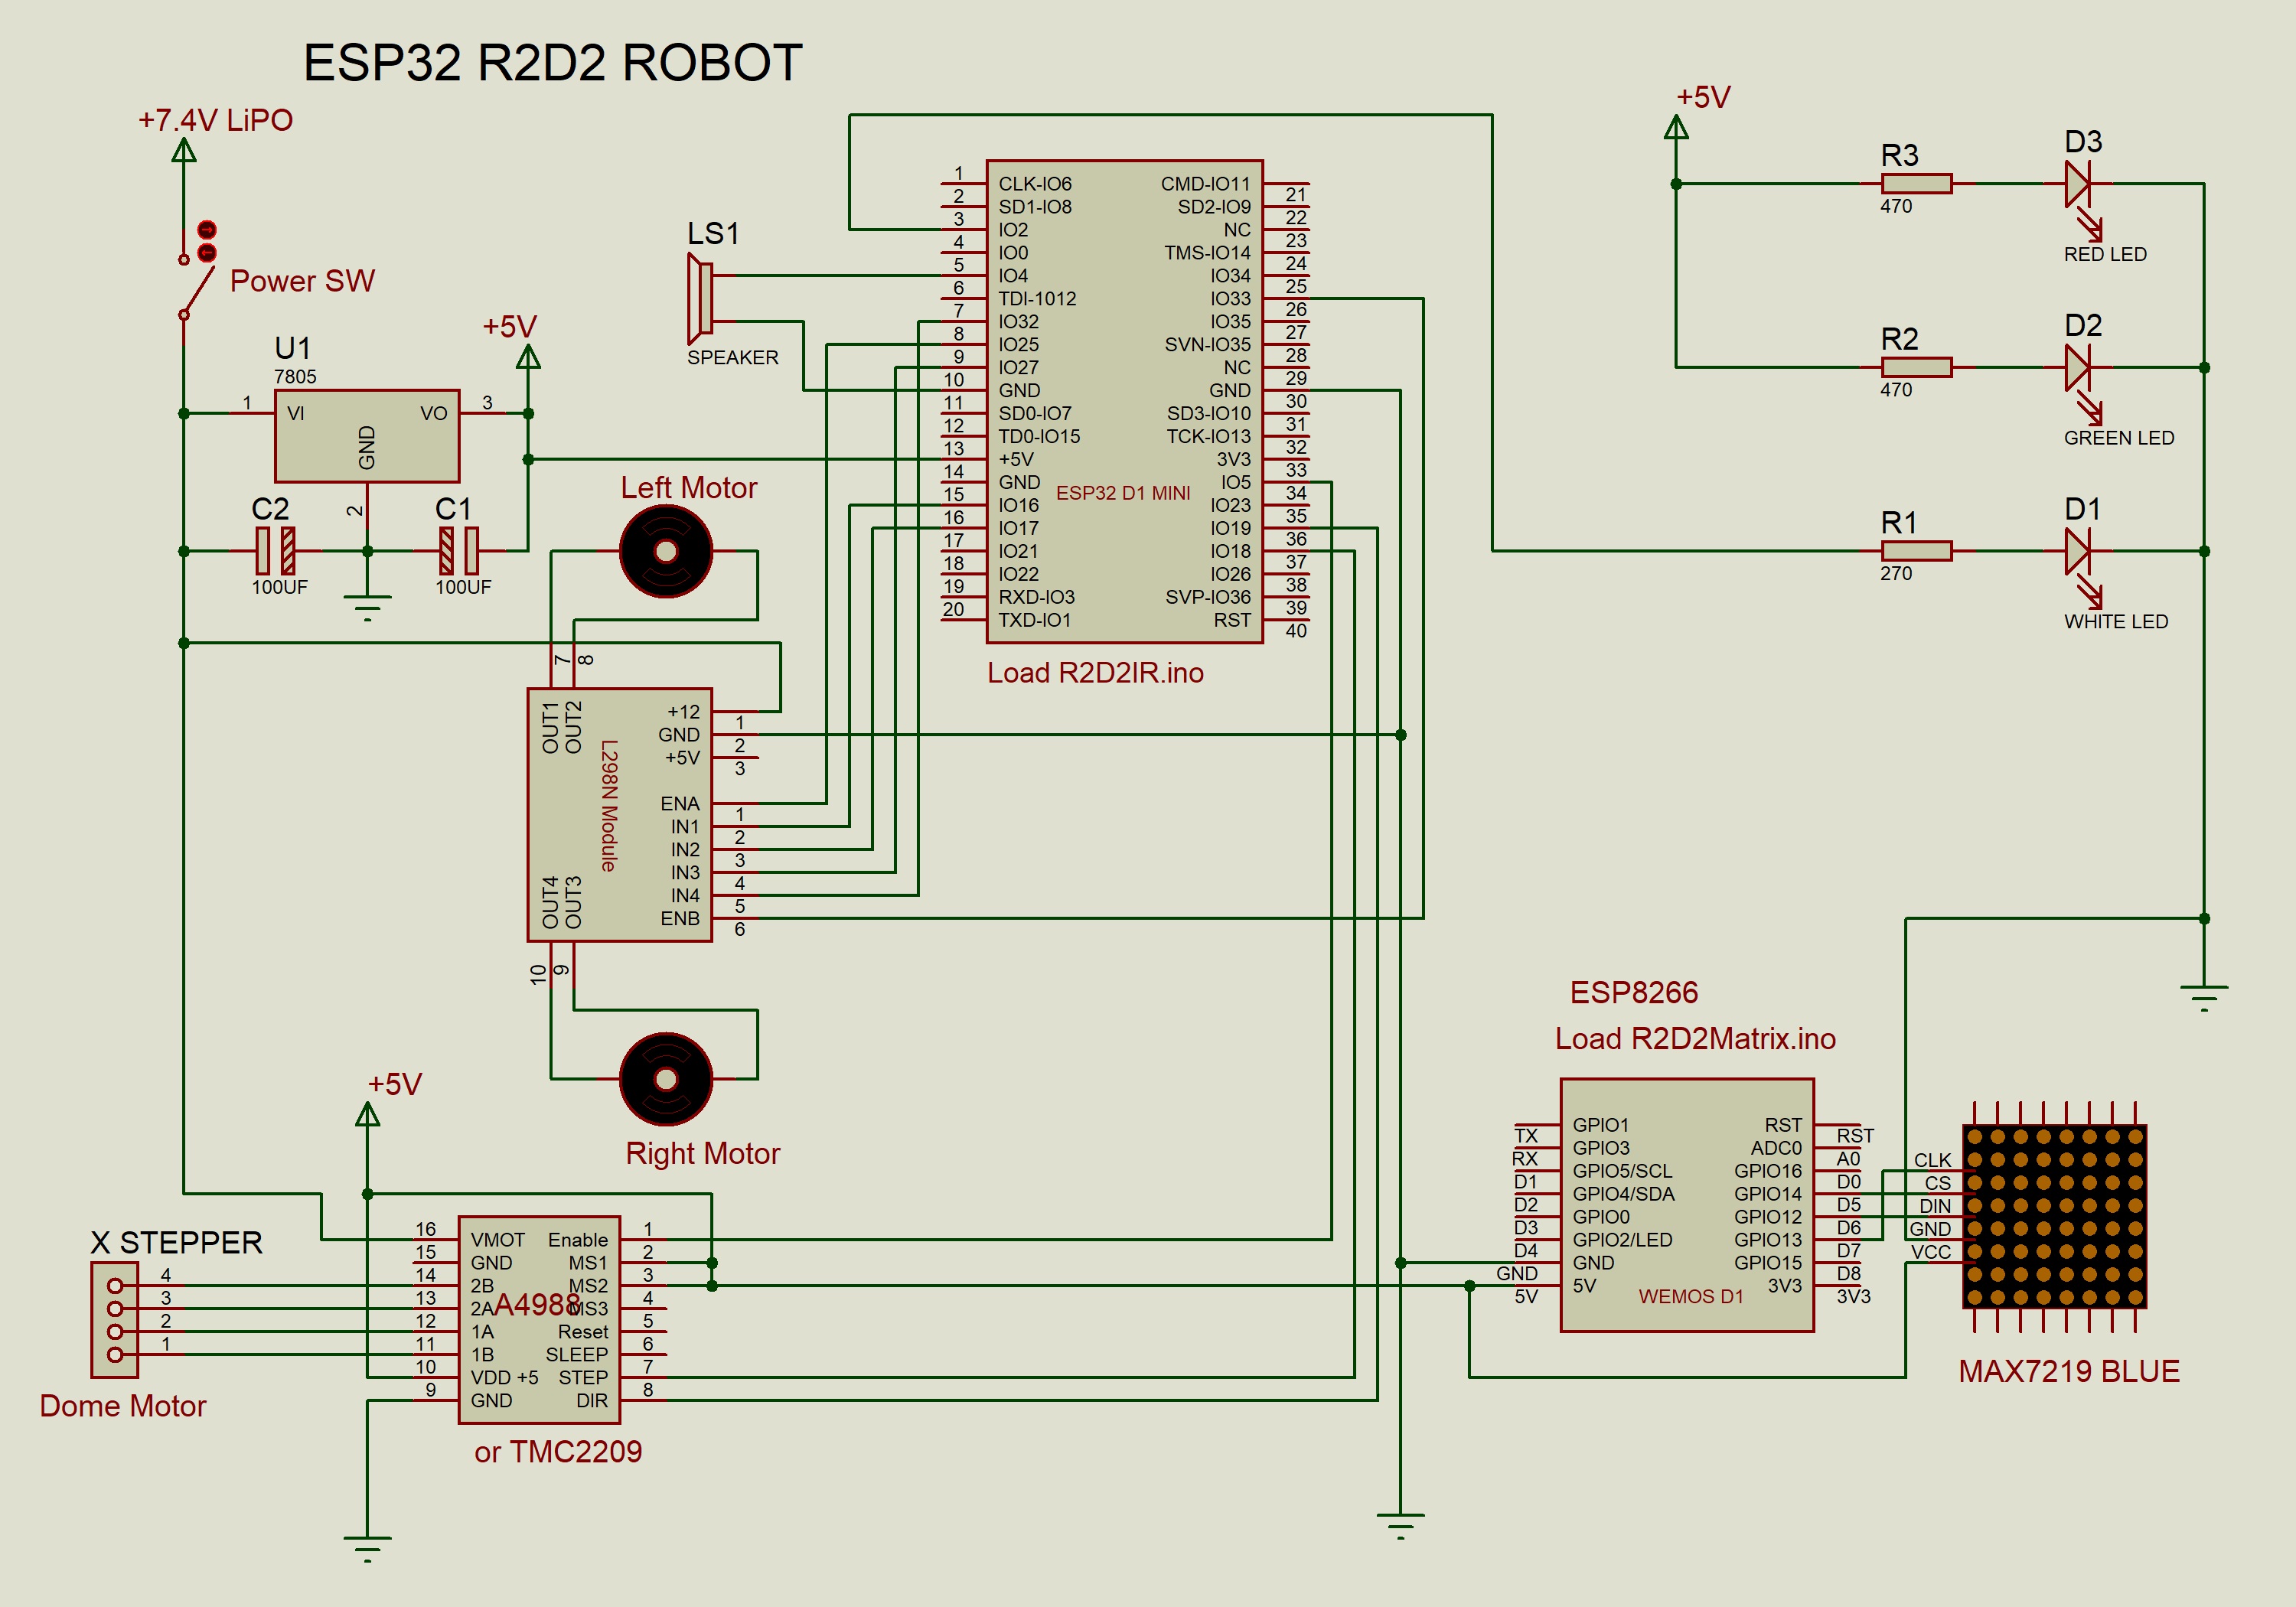 ESP32 R2D2 ROBOT
+7.4V LiPO
Power SW
U1
7805
+5V
1
VI
VO
3
GND
2
C2
100UF
C1
100UF
LS1
SPEAKER
Left Motor
1
2
3
4
5
6
7
8
9
10
11
12
13
14
15
16
17
18
19
20
CLK-IO6
SD1-IO8
IO2
IO0
IO4
TDI-1012
IO32
IO25
IO27
GND
SD0-IO7
TD0-IO15
+5V
GND
IO16
IO17
IO21
IO22
RXD-IO3
TXD-IO1
ESP32 D1 MINI
CMD-IO11
SD2-IO9
NC
TMS-IO14
IO34
IO33
IO35
SVN-IO35
NC
GND
SD3-IO10
TCK-IO13
3V3
IO5
IO23
IO19
IO18
IO26
SVP-IO36
RST
21
22
23
24
25
26
27
28
29
30
31
32
33
34
35
36
37
38
39
40
Load R2D2IR.ino
+5V
R3
470
D3
RED LED
R2
470
D2
GREEN LED
R1
270
D1
WHITE LED
7
8
OUT1
OUT2
L298N Module
OUT4
OUT3
10
9
+12
GND
+5V
ENA
IN1
IN2
IN3
IN4
ENB
1
2
3
1
2
3
4
5
6
Right Motor
+5V
X STEPPER
4
3
2
1
Dome Motor
16
15
14
13
12
11
10
9
VMOT
GND
2B
2A
1A
1B
VDD +5
GND
A4988
Enable
MS1
MS2
MS3
Reset
SLEEP
STEP
DIR
1
2
3
4
5
6
7
8
or TMC2209
ESP8266
Load R2D2Matrix.ino
TX
RX
D1
D2
D3
D4
GND
5V
GPIO1
GPIO3
GPIO5/SCL
GPIO4/SDA
GPIO0
GPIO2/LED
GND
5V
WEMOS D1
RST
ADC0
GPIO16
GPIO14
GPIO12
GPIO13
GPIO15
3V3
RST
A0
D0
D5
D6
D7
D8
3V3
CLK
CS
DIN
GND
VCC
MAX7219 BLUE